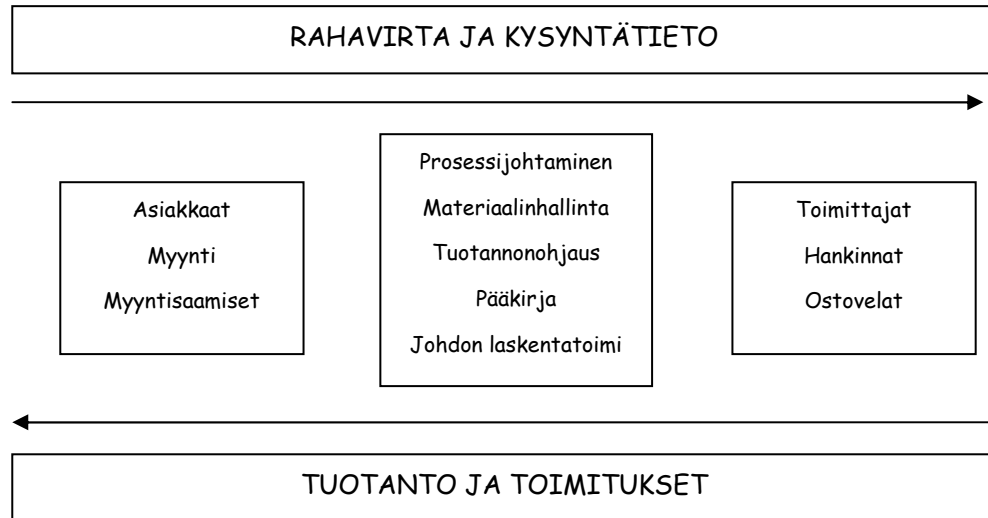 RAHAVIRTA JA KYSYNTÄTIETO
Asiakkaat
Myynti
Myyntisaamiset
Prosessijohtaminen
Materiaalinhallinta
Tuotannonohjaus
Pääkirja
Johdon laskentatoimi
Toimittajat
Hankinnat
Ostovelat
TUOTANTO JA TOIMITUKSET